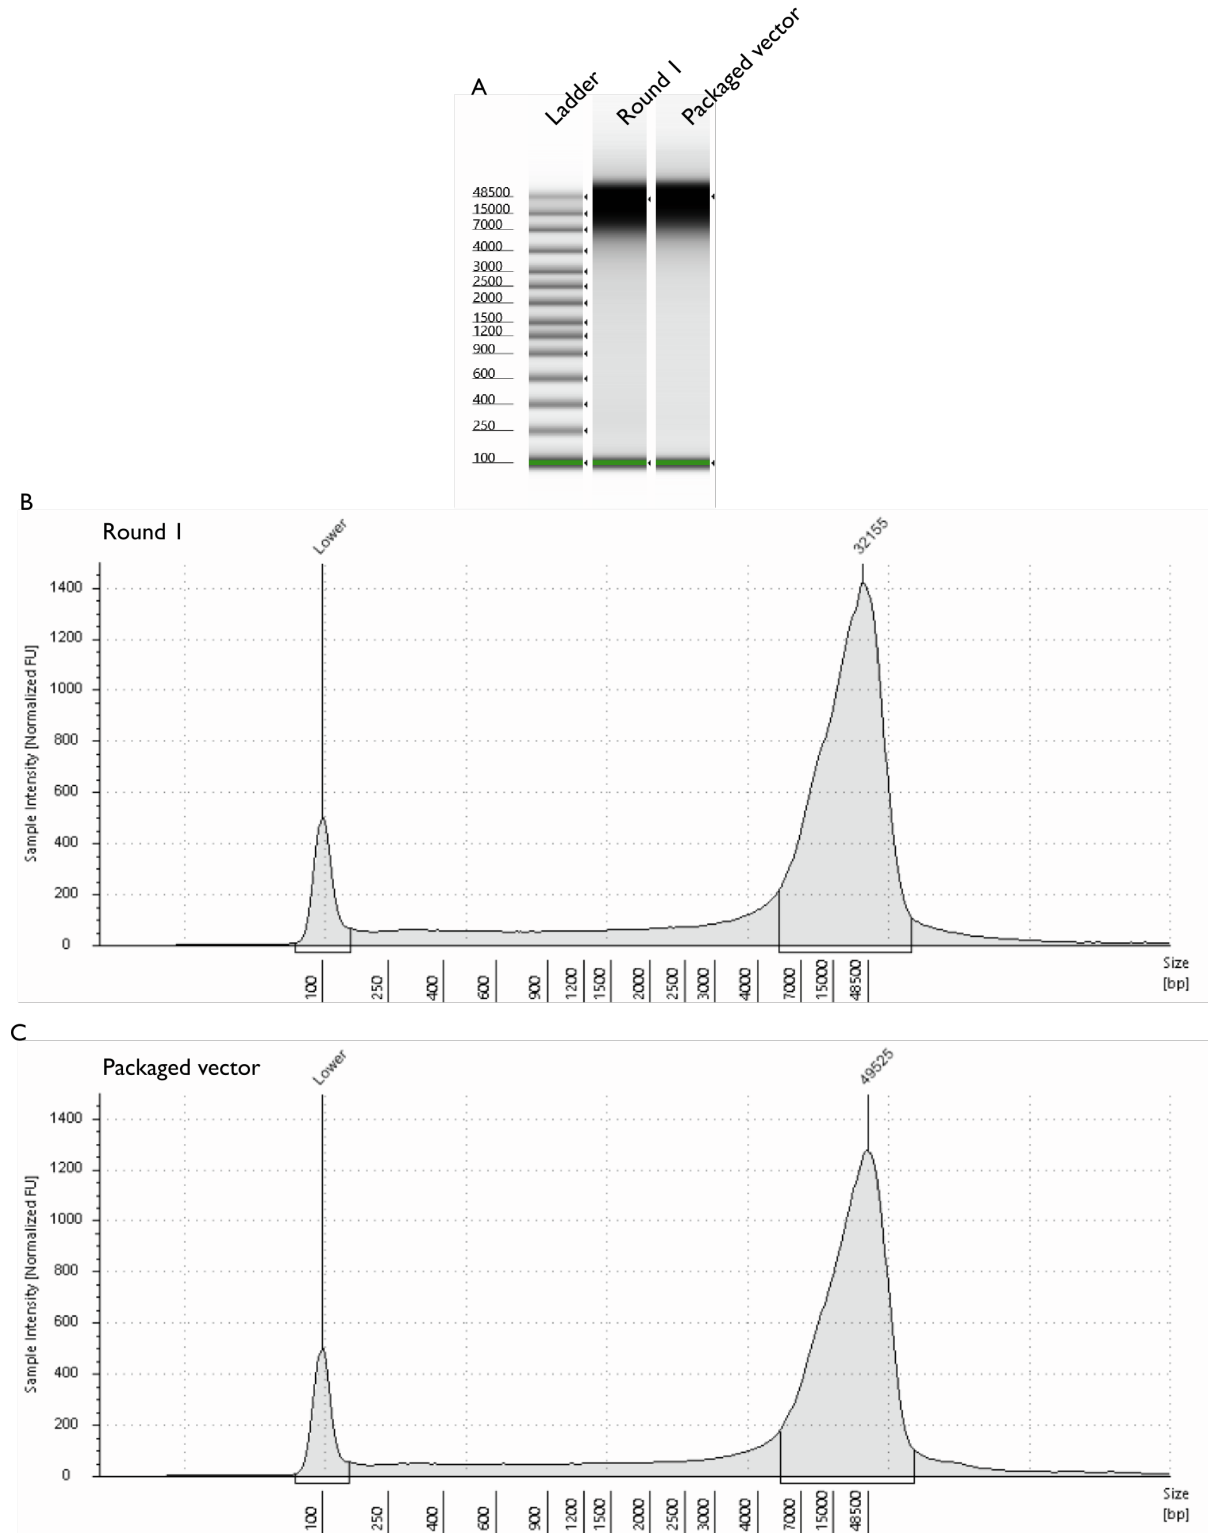 A
Ladder
Round 1
Packaged vector
48500
15000
7000
4000
3000
2500
2000
1500
1200
900
600
400
250
100
B
Round 1
Lower
32155
1400
1200
1000
800
600
400
200
0
Sample Intensity [Normalized FU]
100 250 400 600 900 1200 1500 2000 2500 3000 4000 7000 15000 48500
Size
[bp]
C
Packaged vector
Lower
49525
1400
1200
1000
800
600
400
200
0
Sample Intensity [Normalized FU]
100 250 400 600 900 1200 1500 2000 2500 3000 4000 7000 15000 48500
Size
[bp]